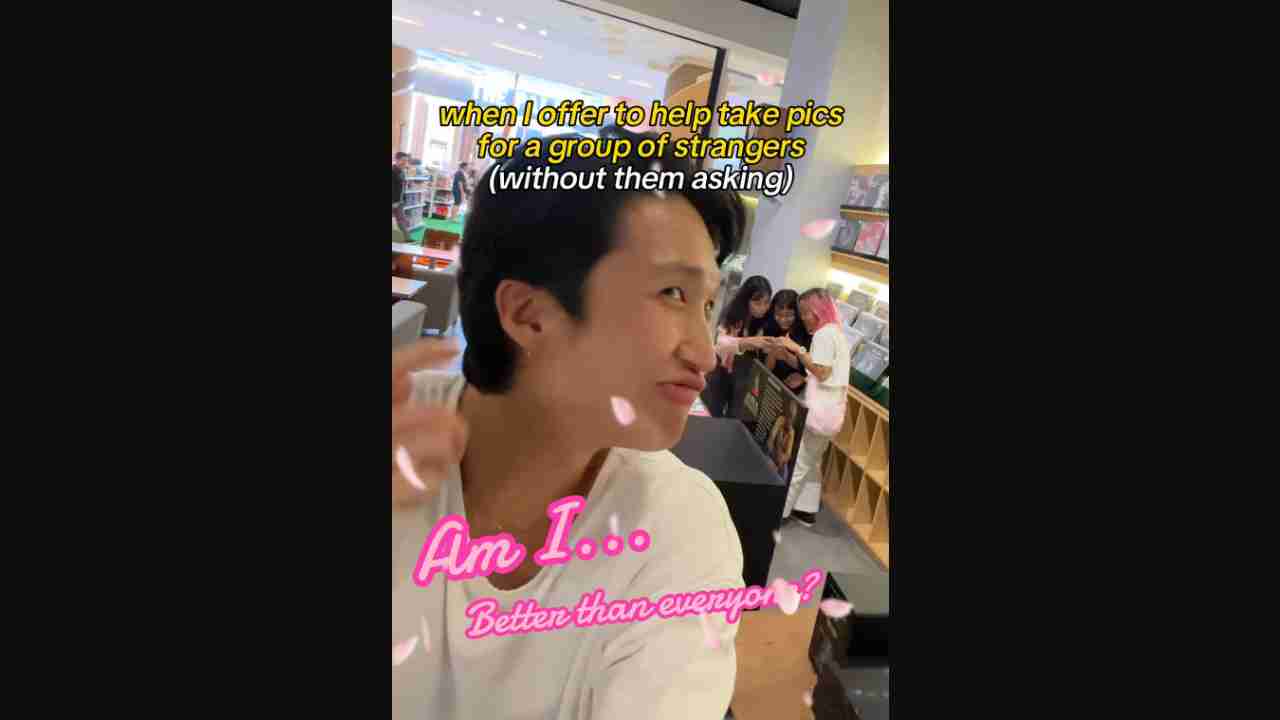 when I offer to help take pics
for a group of strangers
(without them asking)
Am I...
Better than everyone?